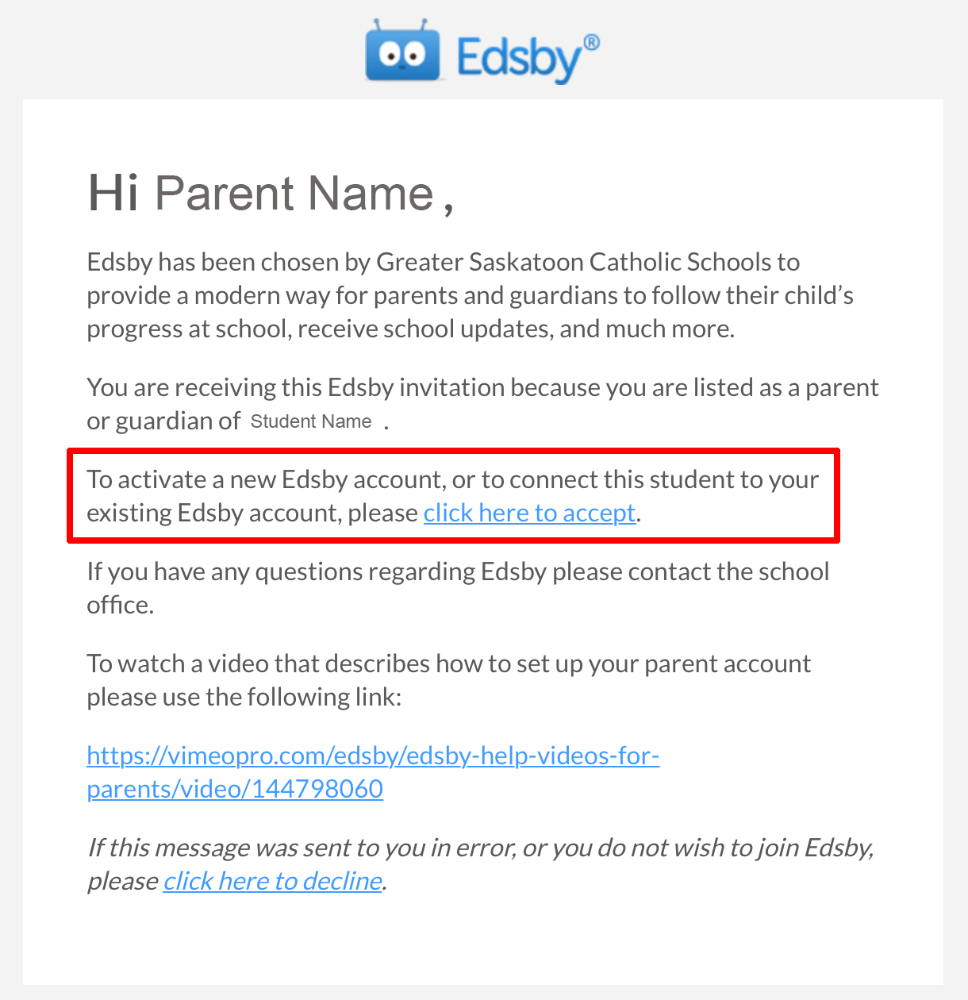 Edsby®
Hi Parent Name ,
Edsby has been chosen by Greater Saskatoon Catholic Schools to
provide a modern way for parents and guardians to follow their child’s
progress at school, receive school updates, and much more.
You are receiving this Edsby invitation because you are listed as a parent
or guardian of Student Name .
To activate a new Edsby account, or to connect this student to your
existing Edsby account, please click here to accept.
If you have any questions regarding Edsby please contact the school
office.
To watch a video that describes how to set up your parent account
please use the following link:
https://vimeopro.com/edsby/edsby-help-videos-for-
parents/video/144798060
If this message was sent to you in error, or you do not wish to join Edsby,
please click here to decline.